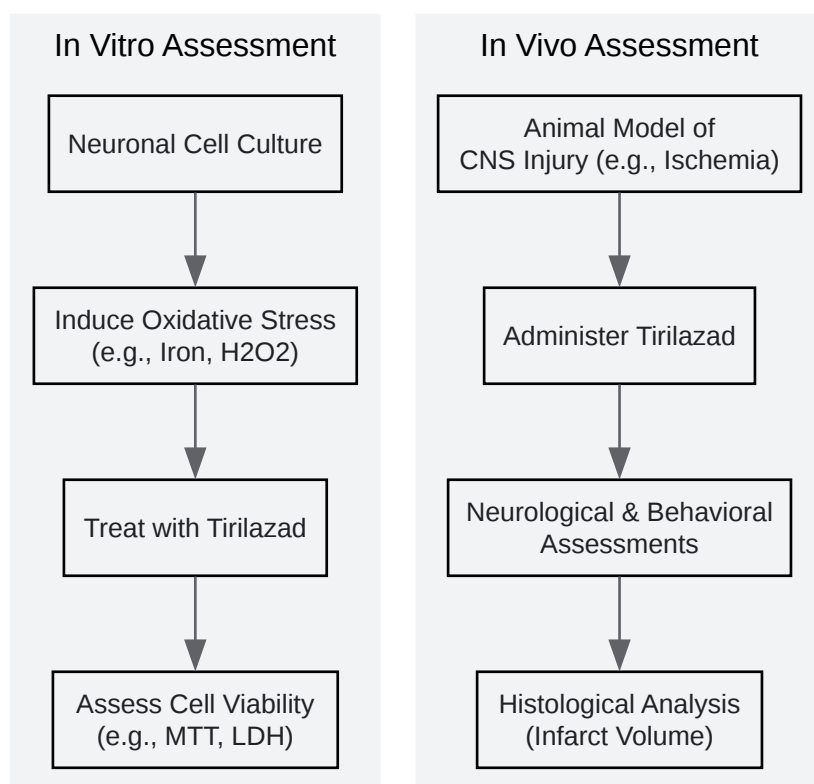 In Vitro Assessment
Neuronal Cell Culture
Induce Oxidative Stress
(e.g., Iron, H2O2)
Treat with Tirilazad
Assess Cell Viability
(e.g., MTT, LDH)
In Vivo Assessment
Animal Model of
CNS Injury (e.g., Ischemia)
Administer Tirilazad
Neurological & Behavioral
Assessments
Histological Analysis
(Infarct Volume)